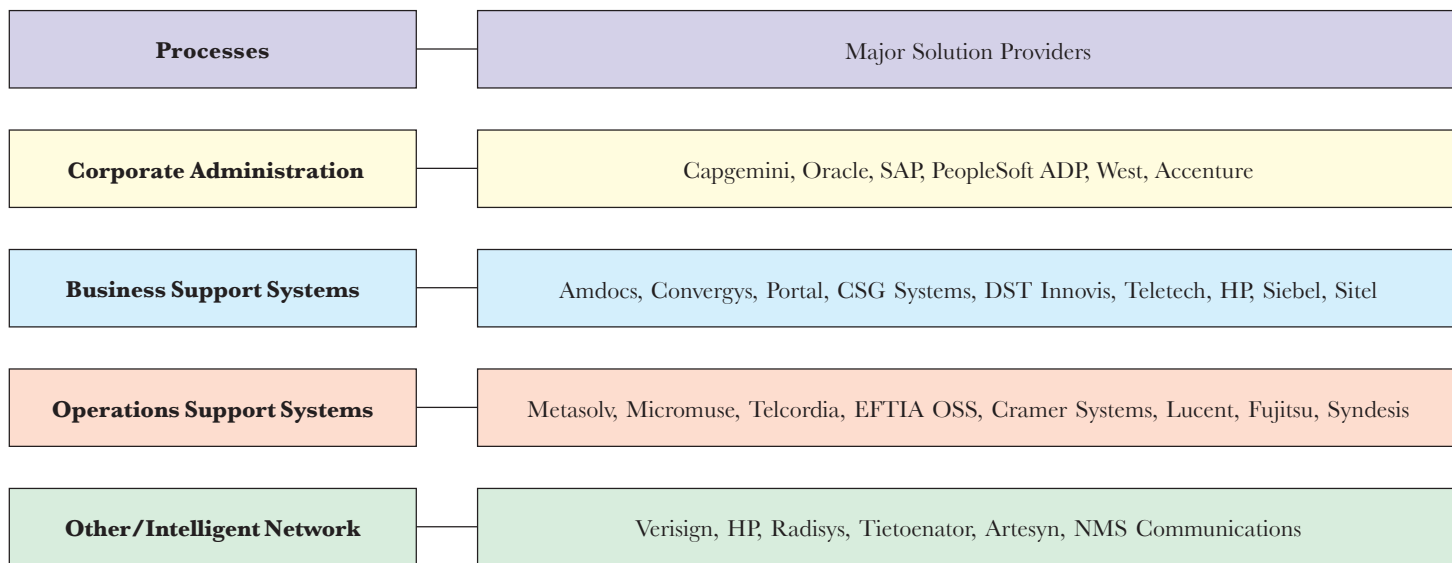 Processes
Major Solution Providers
Corporate Administration
Capgemini, Oracle, SAP, PeopleSoft ADP, West, Accenture
Business Support Systems
Amdocs, Convergys, Portal, CSG Systems, DST Innovis, Teletech, HP, Siebel, Sitel
Operations Support Systems
Metasolv, Micromuse, Telcordia, EFTIA OSS, Cramer Systems, Lucent, Fujitsu, Syndesis
Other/Intelligent Network
Verisign, HP, Radisys, Tietoenator, Artesyn, NMS Communications